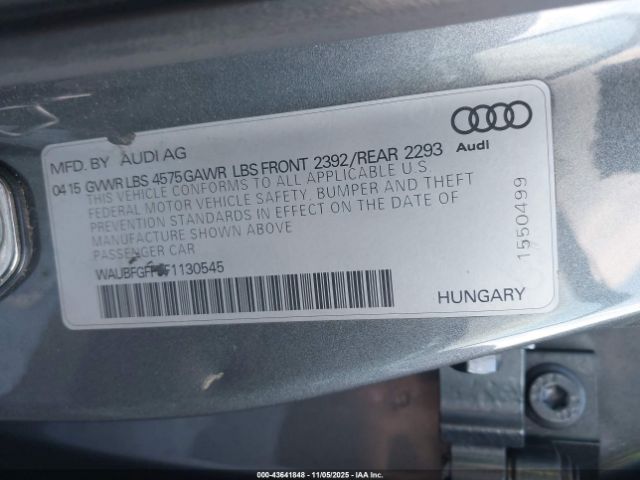 MFD. BY AUDI AG
04 15 GVWR LBS 4575 GAWR LBS FRONT 2392/REAR 2293
THIS VEHICLE CONFORMS TO ALL APPLICABLE U.S.
FEDERAL MOTOR VEHICLE SAFETY, BUMPER AND THEFT
PREVENTION STANDARDS IN EFFECT ON THE DATE OF
MANUFACTURE SHOWN ABOVE
PASSENGER CAR
Audi
1550499
HUNGARY
000-43641848 - 11/05/2025 - IAA Inc.